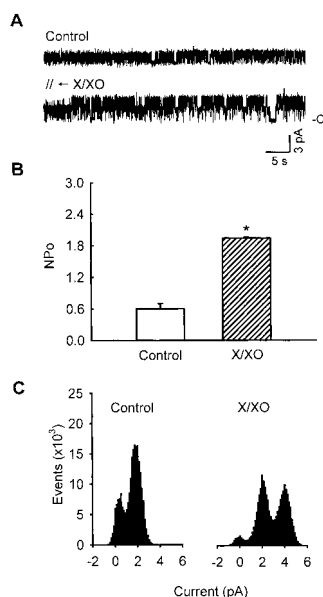 A
Control
// ← X/XO
-C
5 s
3 pA
B
NPo
3.0
2.4
1.8
1.2
0.6
0
*
Control
X/XO
C
Events (x10³)
25
20
15
10
5
0
Control
X/XO
-2 0 2 4 6
-2 0 2 4 6
Current (pA)